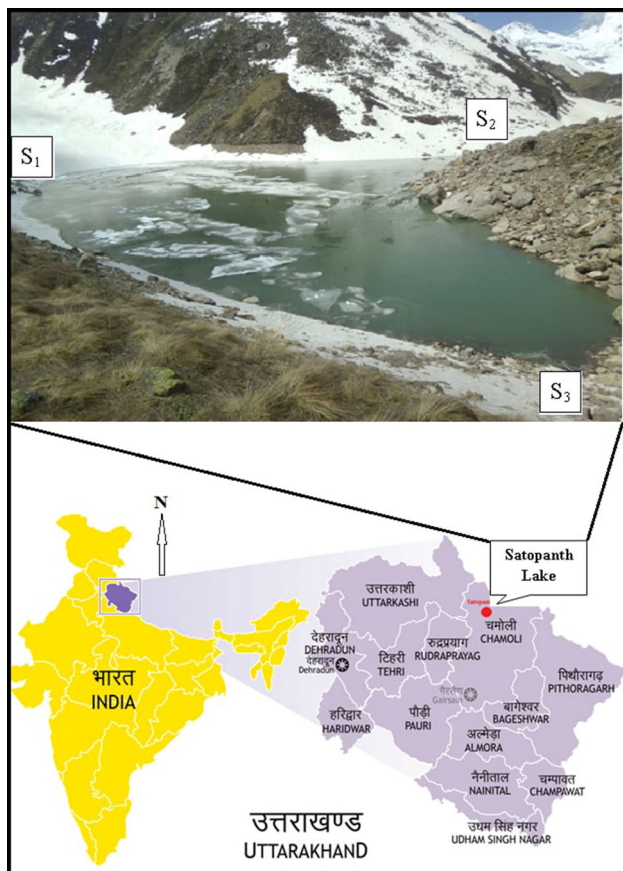 S1
S2
S3
N
Satopanth
Lake
Satopant
उत्तरकाशी
UTTARKASHI
चमोली
CHAMOLI
रुद्रप्रयाग
RUDRAPRAYAG
देहरादून
DEHRADUN
देहरादून
Dehradun
टिहरी
TEHRI
पिथौरागढ़
PITHORAGARH
भारत
INDIA
गैरसैंण
Gairsain
हरिद्वार
HARIDWAR
पौड़ी
PAURI
बागेश्वर
BAGESHWAR
अल्मोड़ा
ALMORA
नैनीताल
NAINITAL
चम्पावत
CHAMPAWAT
उत्तराखण्ड
UTTARAKHAND
उधम सिंह नगर
UDHAM SINGH NAGAR